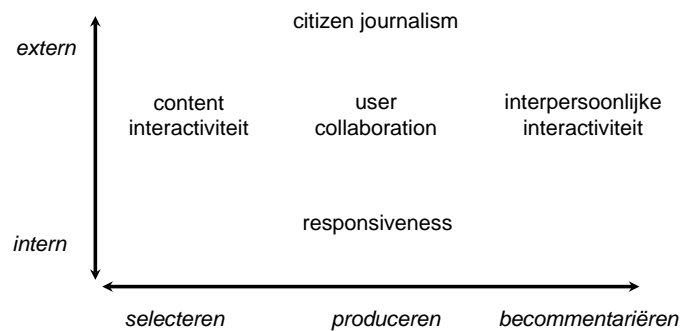 citizen journalism
extern
content user interpersoonlijke
interactiviteit collaboration interactiviteit
responsiveness
intern
selecteren produceren becommentariëren